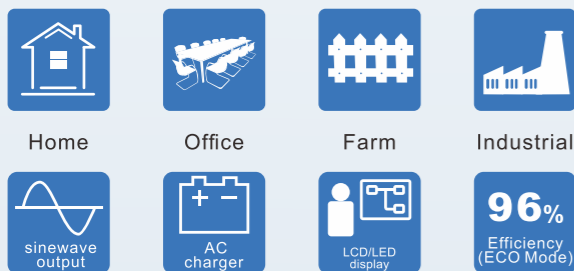 Home
Office
Farm
Industrial
sinewave
output
+ -
AC
charger
LCD/LED
display
96%
Efficiency
(ECO Mode)